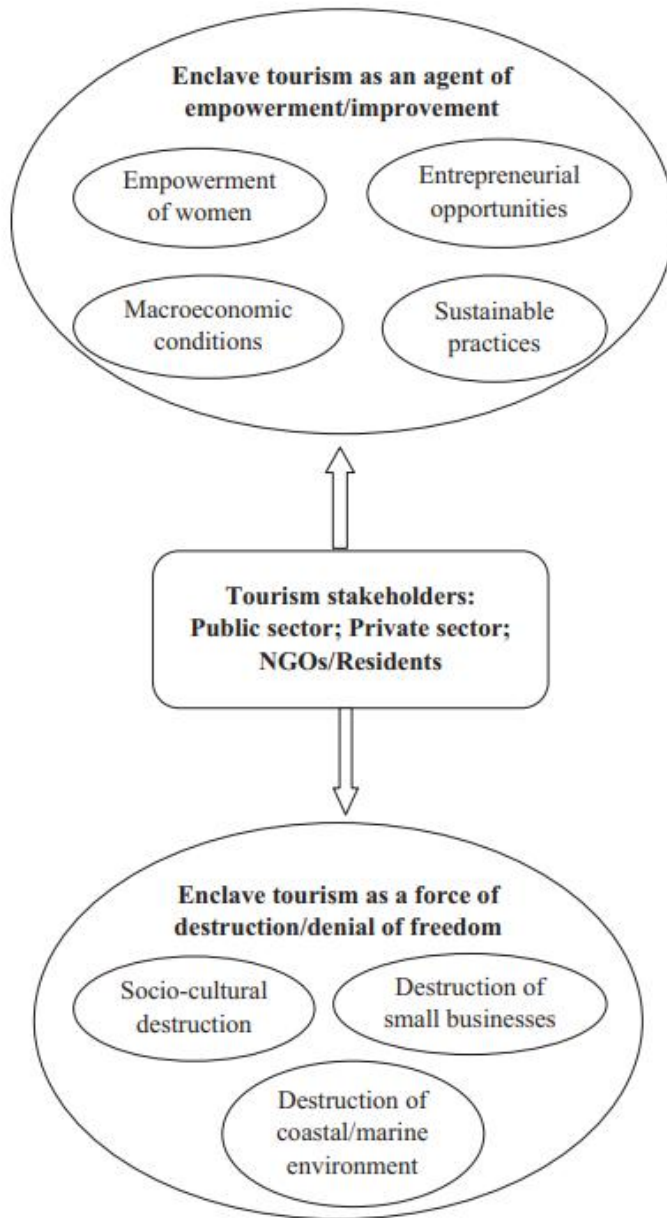 Enclave tourism as an agent of
empowerment/improvement
Empowerment
of women
Entrepreneurial
opportunities
Macroeconomic
conditions
Sustainable
practices
Tourism stakeholders:
Public sector; Private sector;
NGOs/Residents
Enclave tourism as a force of
destruction/denial of freedom
Socio-cultural
destruction
Destruction of
small businesses
Destruction of
coastal/marine
environment